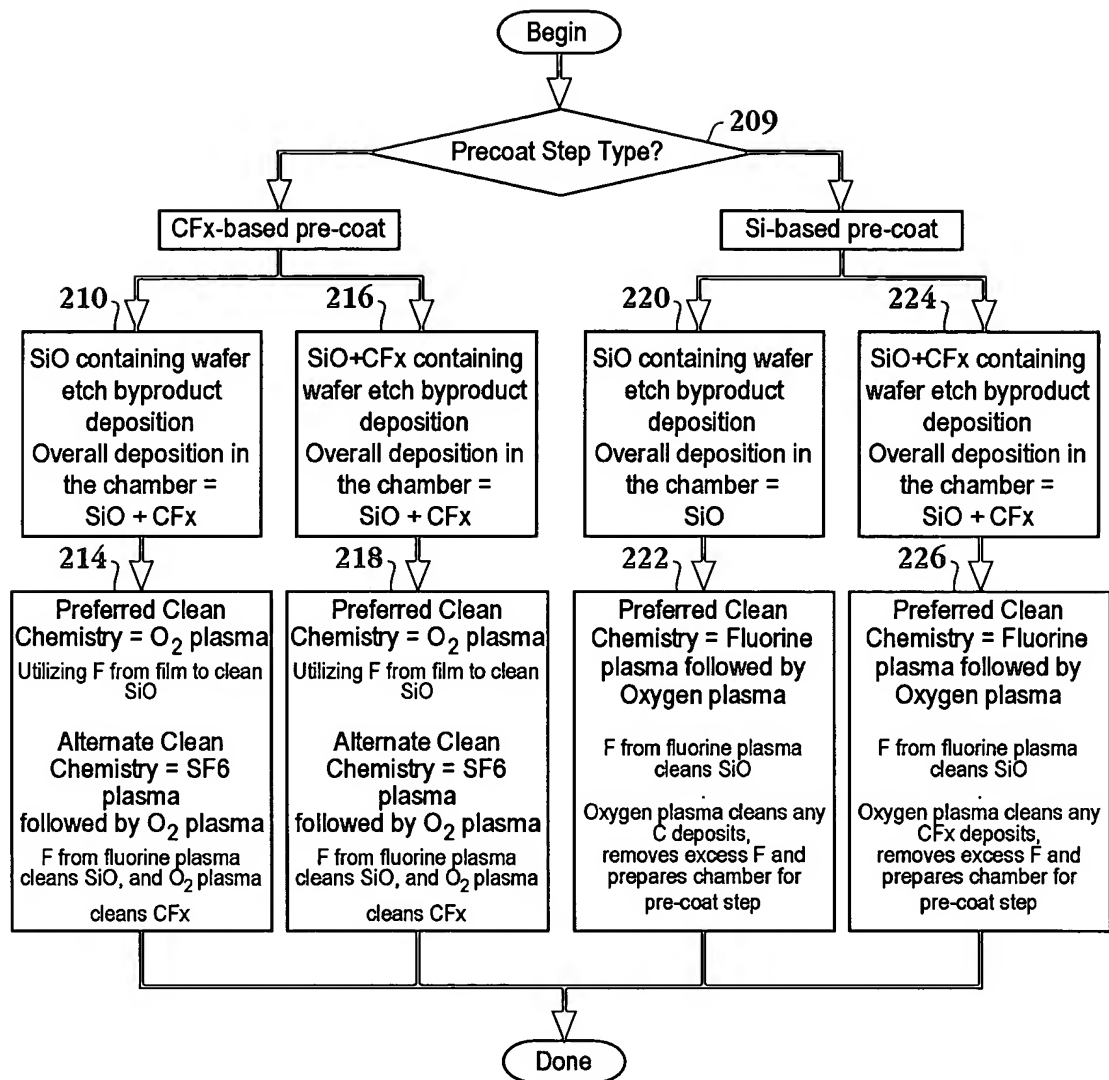 Begin
209
Precoat Step Type?
CFx-based pre-coat
Si-based pre-coat
210
SiO containing wafer
etch byproduct
deposition
Overall deposition in
the chamber =
SiO + CFx
216
SiO+CFx containing
wafer etch byproduct
deposition
Overall deposition in
the chamber =
SiO + CFx
220
SiO containing wafer
etch byproduct
deposition
Overall deposition in
the chamber =
SiO
224
SiO+CFx containing
wafer etch byproduct
deposition
Overall deposition in
the chamber =
SiO + CFx
214
Preferred Clean
Chemistry = O2 plasma
Utilizing F from film to clean
SiO
Alternate Clean
Chemistry = SF6
plasma
followed by O2 plasma
F from fluorine plasma
cleans SiO, and O2 plasma
cleans CFx
218
Preferred Clean
Chemistry = O2 plasma
Utilizing F from film to clean
SiO
Alternate Clean
Chemistry = SF6
plasma
followed by O2 plasma
F from fluorine plasma
cleans SiO, and O2 plasma
cleans CFx
222
Preferred Clean
Chemistry = Fluorine
plasma followed by
Oxygen plasma
F from fluorine plasma
cleans SiO
.
Oxygen plasma cleans any
C deposits,
removes excess F and
prepares chamber for
pre-coat step
226
Preferred Clean
Chemistry = Fluorine
plasma followed by
Oxygen plasma
F from fluorine plasma
cleans SiO
.
Oxygen plasma cleans any
CFx deposits,
removes excess F and
prepares chamber for
pre-coat step
Done